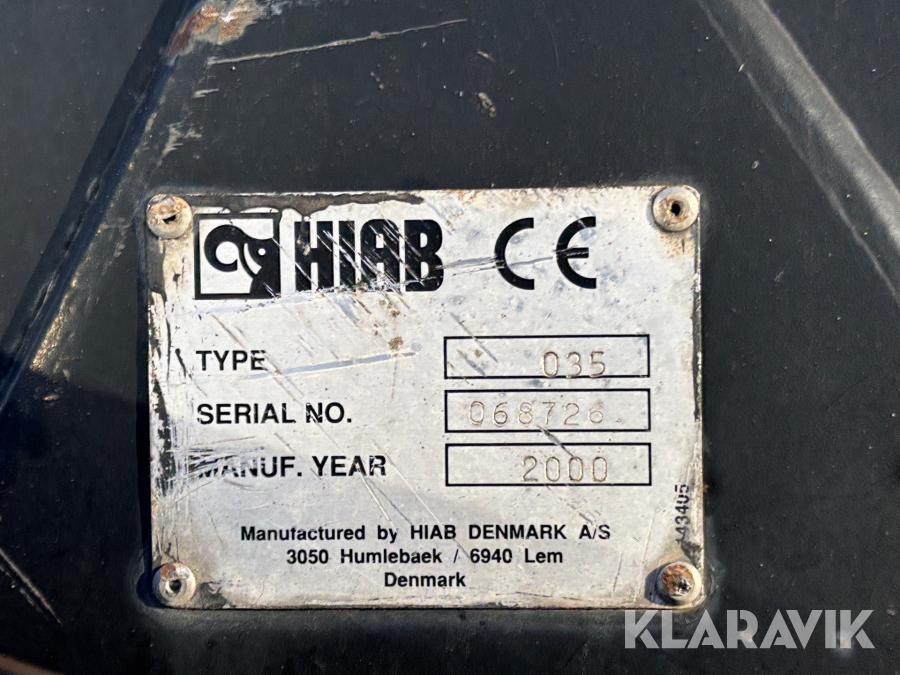 HIAB CE
TYPE 035
SERIAL NO. 068726
MANUF. YEAR 2000
Manufactured by HIAB DENMARK A/S
3050 Humlebaek / 6940 Lem
Denmark
KLARAVIK